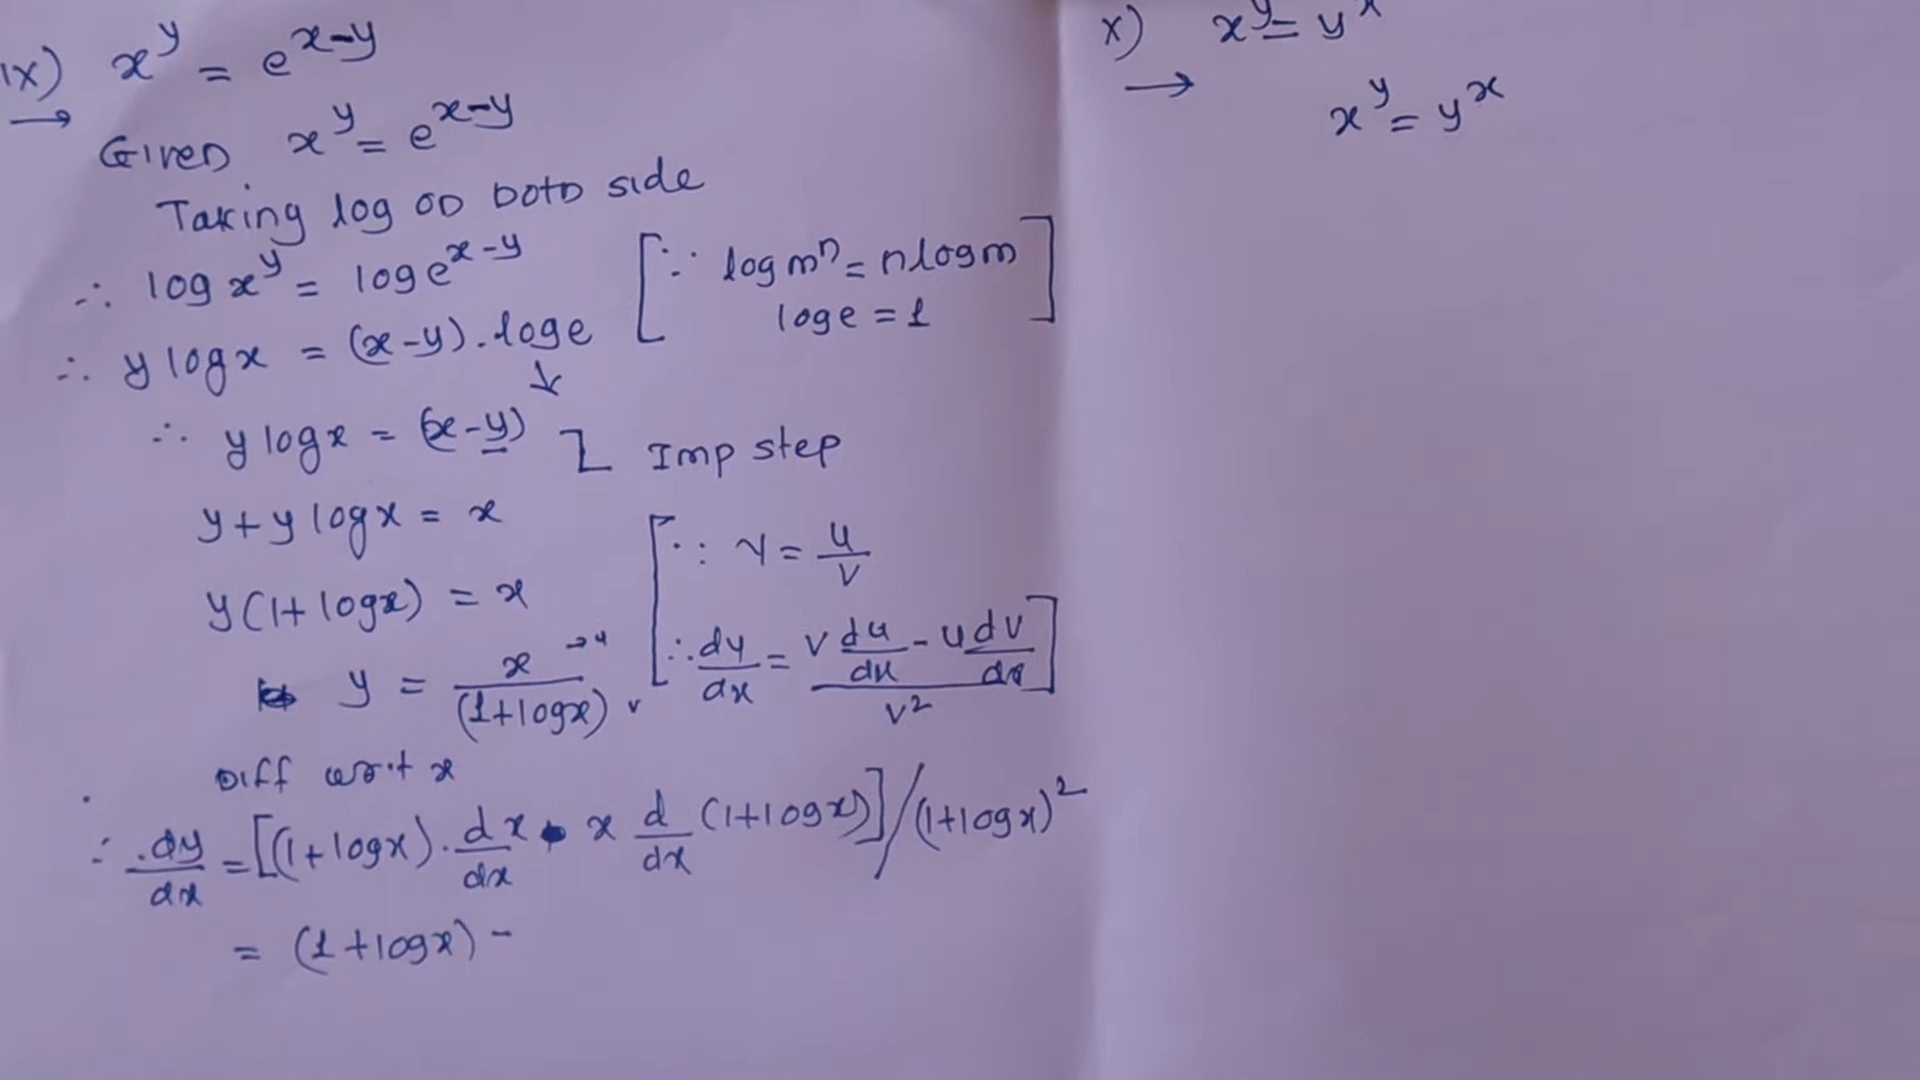 ix) x^y = e^{x-y}
Given x^y = e^{x-y}
Taking log on both side
∴ log x^y = log e^{x-y} [∵ log m^n = n log m
log e = 1]
∴ y log x = (x-y). log e
∴ y log x = (x-y) ] Imp step
y + y log x = x
y(1+ log x) = x
y = x/(1+log x) →u v [∵ y = u/v
∴ dy/dx = (v du/dx - u dv/dx)/v^2]
Diff w.r.t x
∴ dy/dx = [(1+log x). d/dx x - x d/dx (1+log x)]/(1+log x)^2
= (1+log x) -
x) x^y = y^x
x^y = y^x